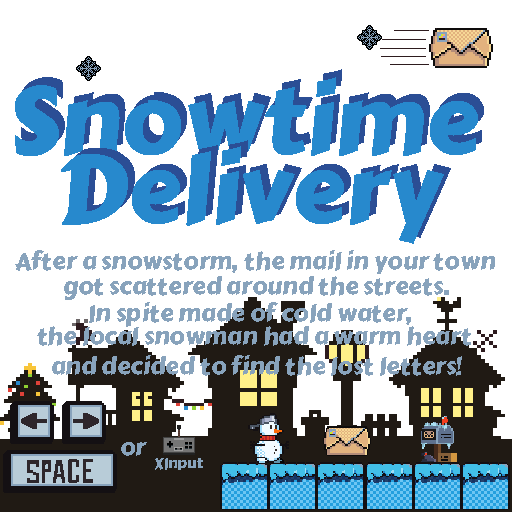 Snowtime
Delivery
After a snowstorm, the mail in your town
got scattered around the streets.
In spite made of cold water,
the local snowman had a warm heart
and decided to find the lost letters!
or
XInput
SPACE